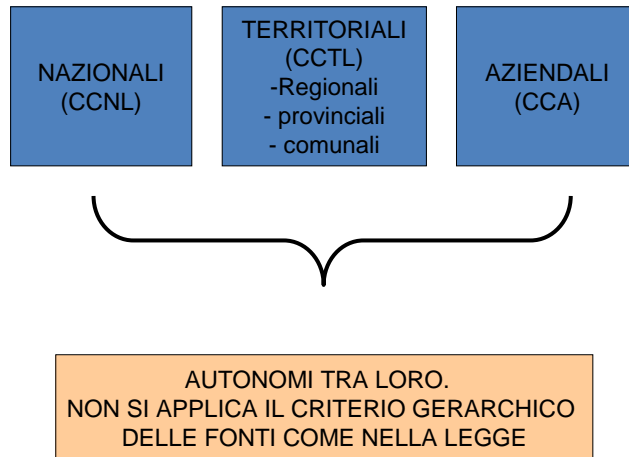 NAZIONALI
(CCNL)
TERRITORIALI
(CCTL)
-Regionali
- provinciali
- comunali
AZIENDALI
(CCA)
AUTONOMI TRA LORO.
NON SI APPLICA IL CRITERIO GERARCHICO
DELLE FONTI COME NELLA LEGGE